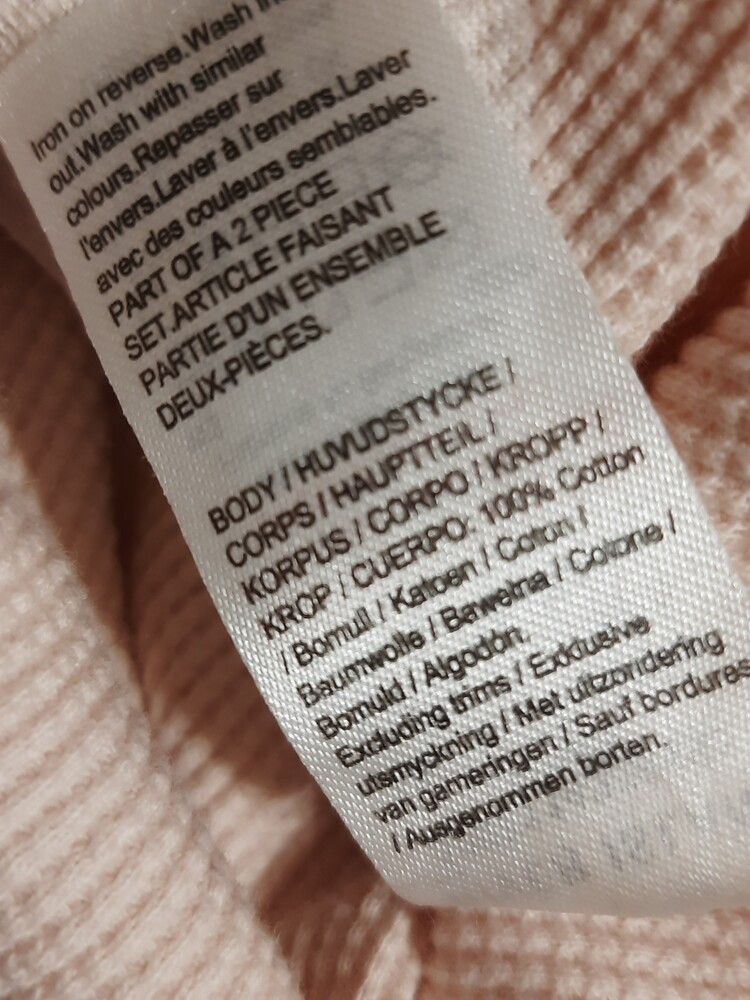 Iron on reverse.Wash in
out.Wash with similar
colours.Repasser sur
l'envers.Laver à l'envers.Laver
avec des couleurs semblables.
PART OF A 2 PIECE
SET.ARTICLE FAISANT
PARTIE D'UN ENSEMBLE
DEUX-PIÈCES.
BODY / HUVUDSTYCKE /
CORPS / HAUPTTEIL /
KORPUS / CORPO / KROPP /
KROP / CUERPO: 100% Cotton
/ Bomull / Katoen / Coton /
Baumwolle / Bawełna / Cotone /
Bomuld / Algodón.
Excluding trims / Exklusive
utsmyckning / Met uitzondering
van garneringen / Sauf bordures
/ Ausgenommen borten.